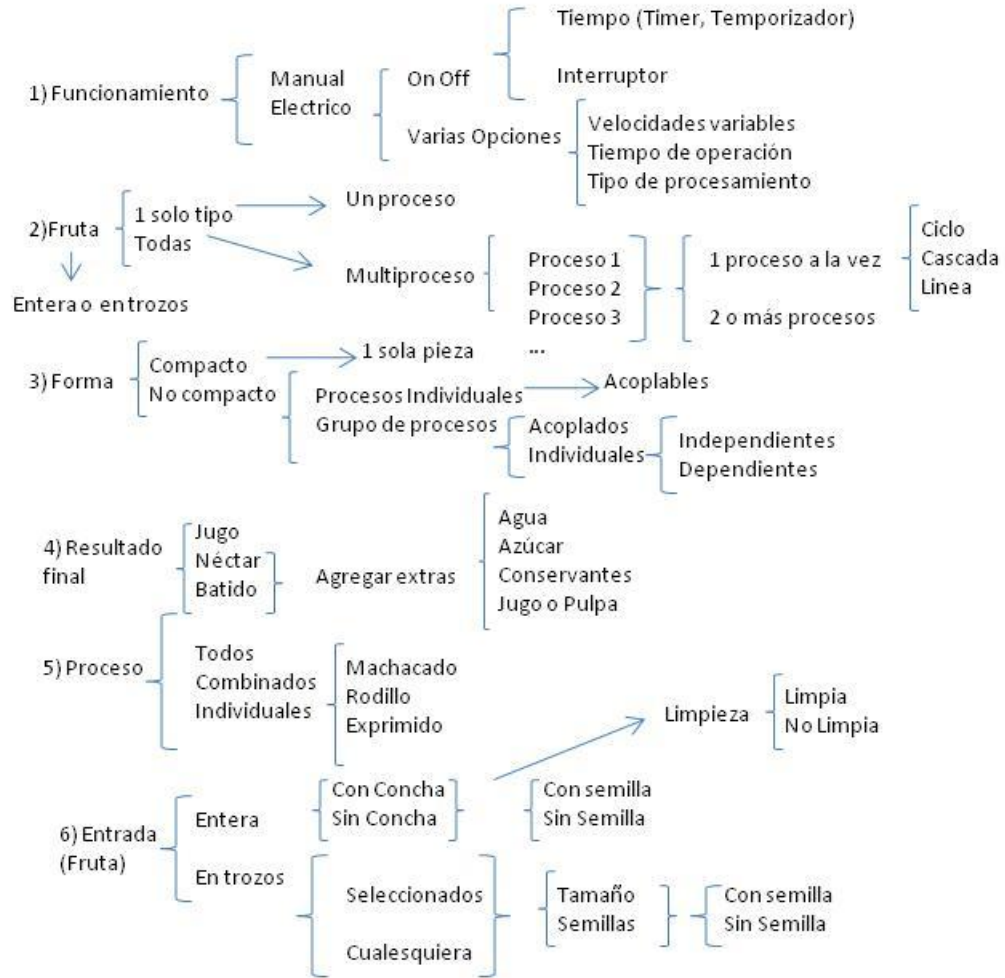 Tiempo (Timer, Temporizador)
Manual
On Off
Interruptor
1) Funcionamiento
Electrico
Varias Opciones
Velocidades variables
Tiempo de operación
Tipo de procesamiento
1 solo tipo
Un proceso
2)Fruta
Todas
Multiproceso
Proceso 1
Proceso 2
Proceso 3
...
1 proceso a la vez
2 o más procesos
Ciclo
Cascada
Linea
Entera o en trozos
3) Forma
Compacto
No compacto
1 sola pieza
Procesos Individuales
Grupo de procesos
Acoplables
Acoplados
Individuales
Independientes
Dependientes
4) Resultado
final
Jugo
Néctar
Batido
Agregar extras
Agua
Azúcar
Conservantes
Jugo o Pulpa
5) Proceso
Todos
Combinados
Individuales
Machacado
Rodillo
Exprimido
Limpieza
Limpia
No Limpia
6) Entrada
(Fruta)
Entera
Con Concha
Sin Concha
Con semilla
Sin Semilla
En trozos
Seleccionados
Cualesquiera
Tamaño
Semillas
Con semilla
Sin Semilla